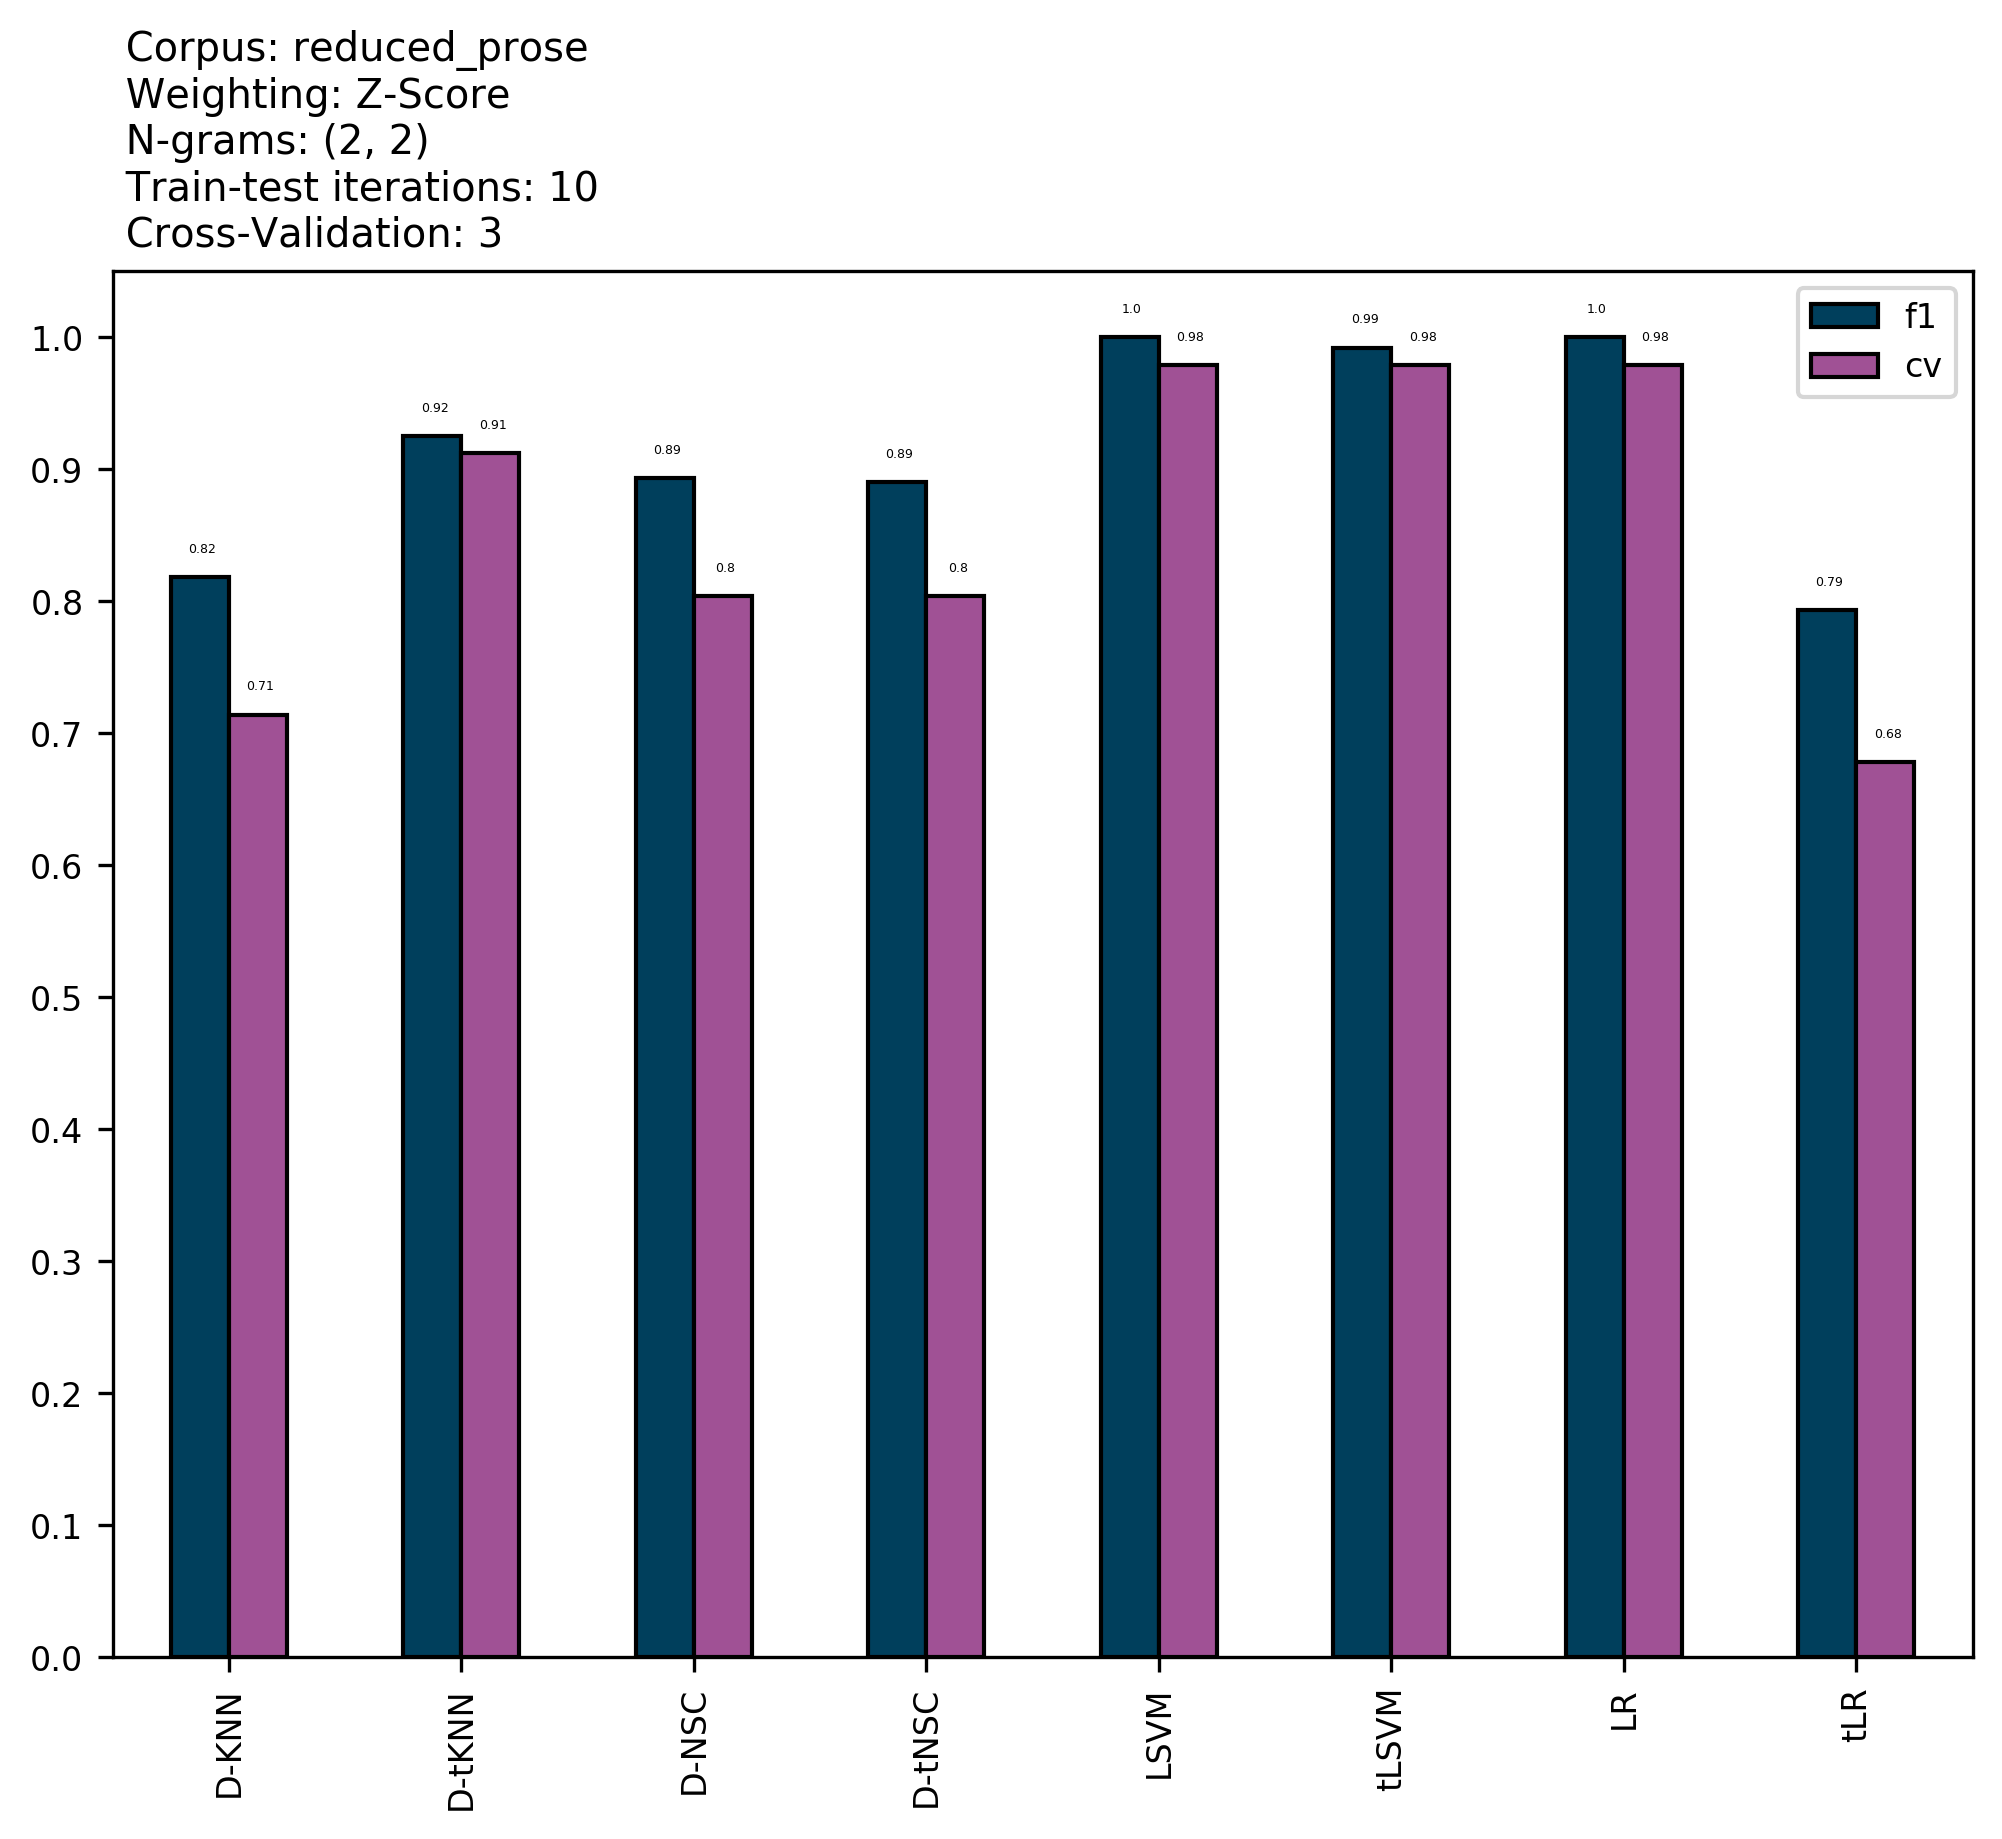 Corpus: reduced_prose
Weighting: Z-Score
N-grams: (2, 2)
Train-test iterations: 10
Cross-Validation: 3
f1
cv
1.0
0.9
0.8
0.7
0.6
0.5
0.4
0.3
0.2
0.1
0.0
0.82
0.71
0.92
0.91
0.89
0.8
0.89
0.8
1.0
0.98
0.99
0.98
1.0
0.98
0.79
0.68
D-KNN
D-tKNN
D-NSC
D-tNSC
LSVM
tLSVM
LR
tLR